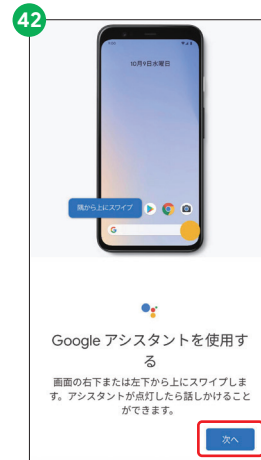 42
10月9日水曜日
隅から上にスワイプ
G
Google アシスタントを使用す
る
画面の右下または左下から上にスワイプしま
す。アシスタントが点灯したら話しかけること
ができます。
次へ